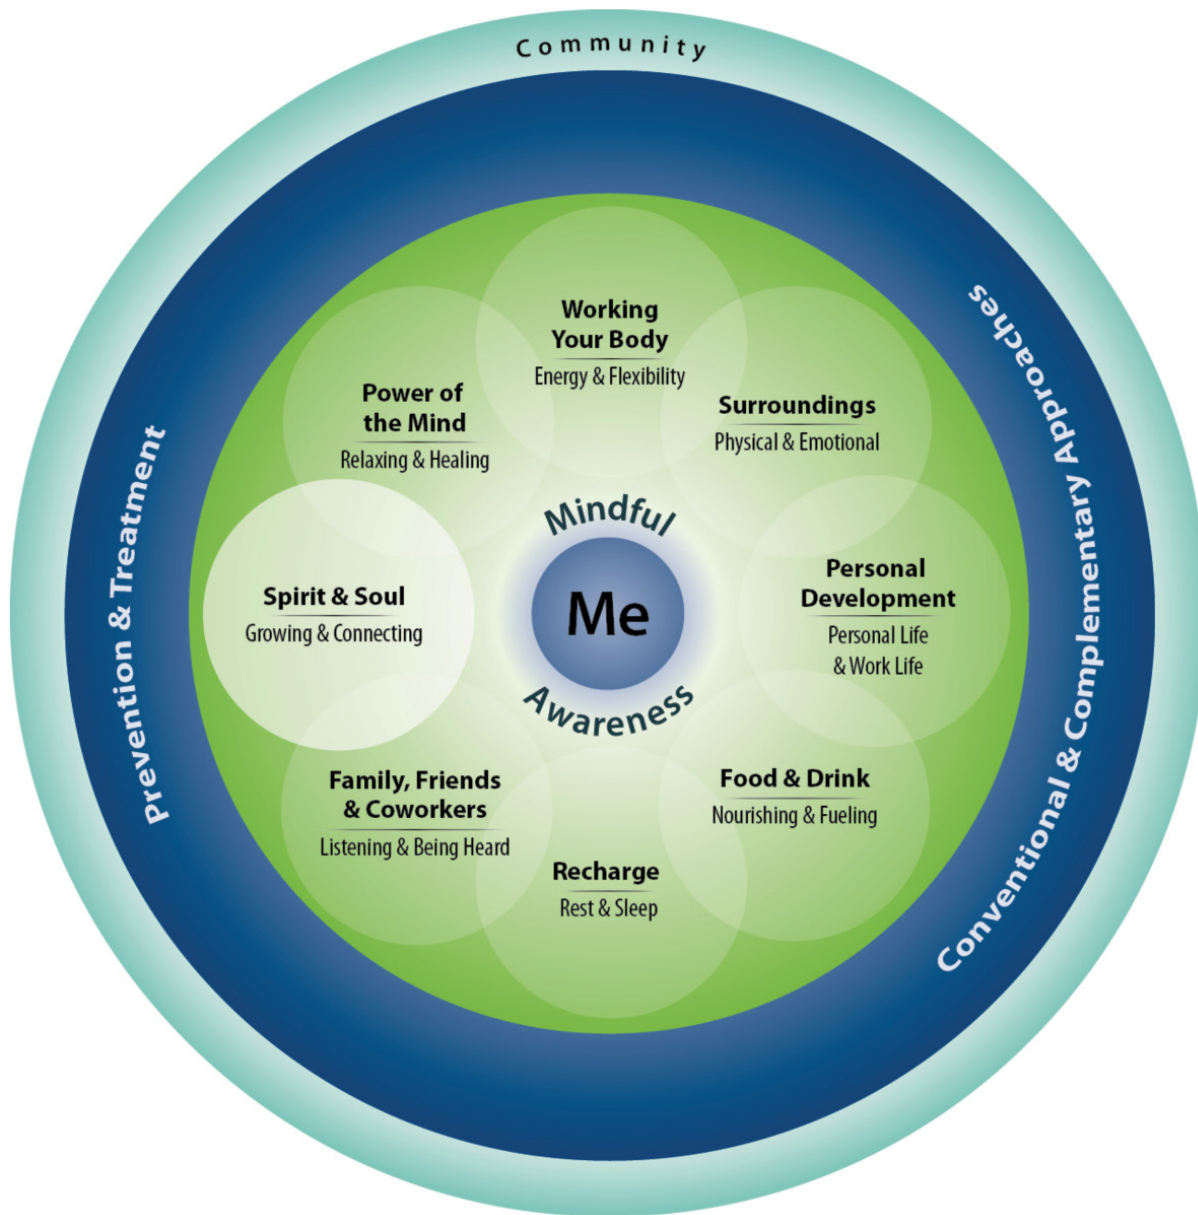 Community
Prevention & Treatment
Conventional & Complementary Approaches
Working
Your Body
Energy & Flexibility
Surroundings
Physical & Emotional
Personal
Development
Personal Life
& Work Life
Food & Drink
Nourishing & Fueling
Recharge
Rest & Sleep
Family, Friends
& Coworkers
Listening & Being Heard
Spirit & Soul
Growing & Connecting
Power of
the Mind
Relaxing & Healing
Mindful
Me
Awareness